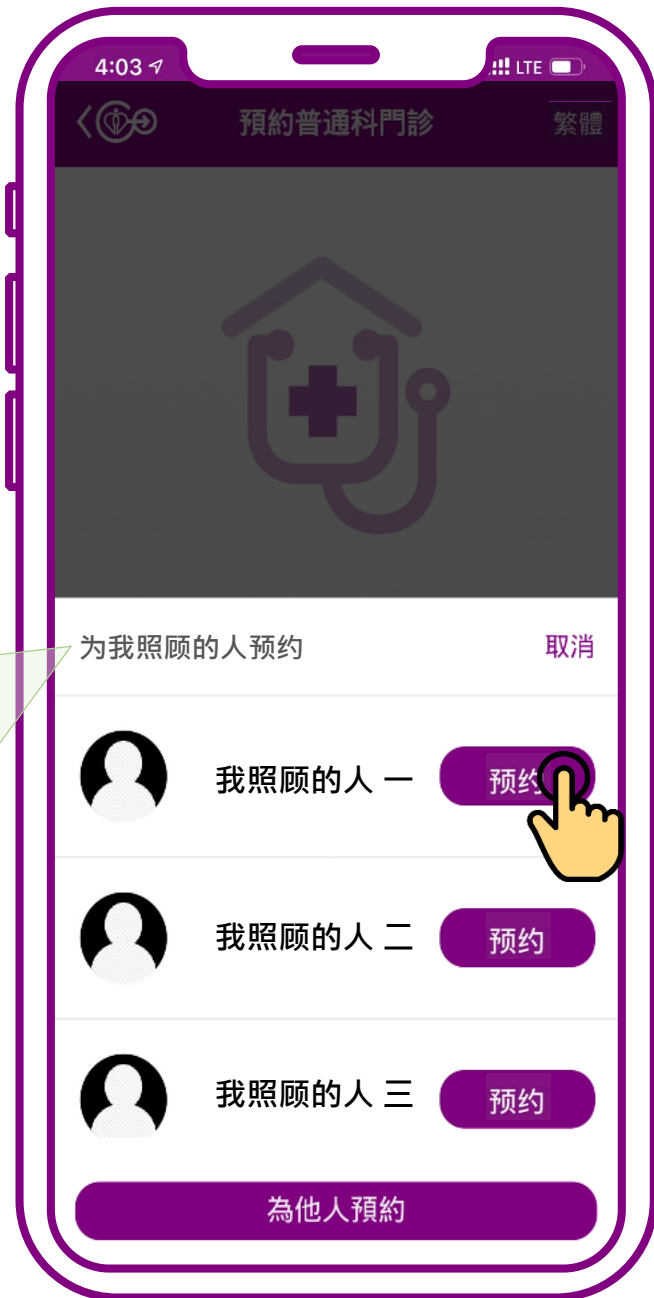 4:03 LTE
預約普通科門診 繁體
为我照顾的人预约 取消
我照顾的人 一 预约
我照顾的人 二 预约
我照顾的人 三 预约
為他人預約